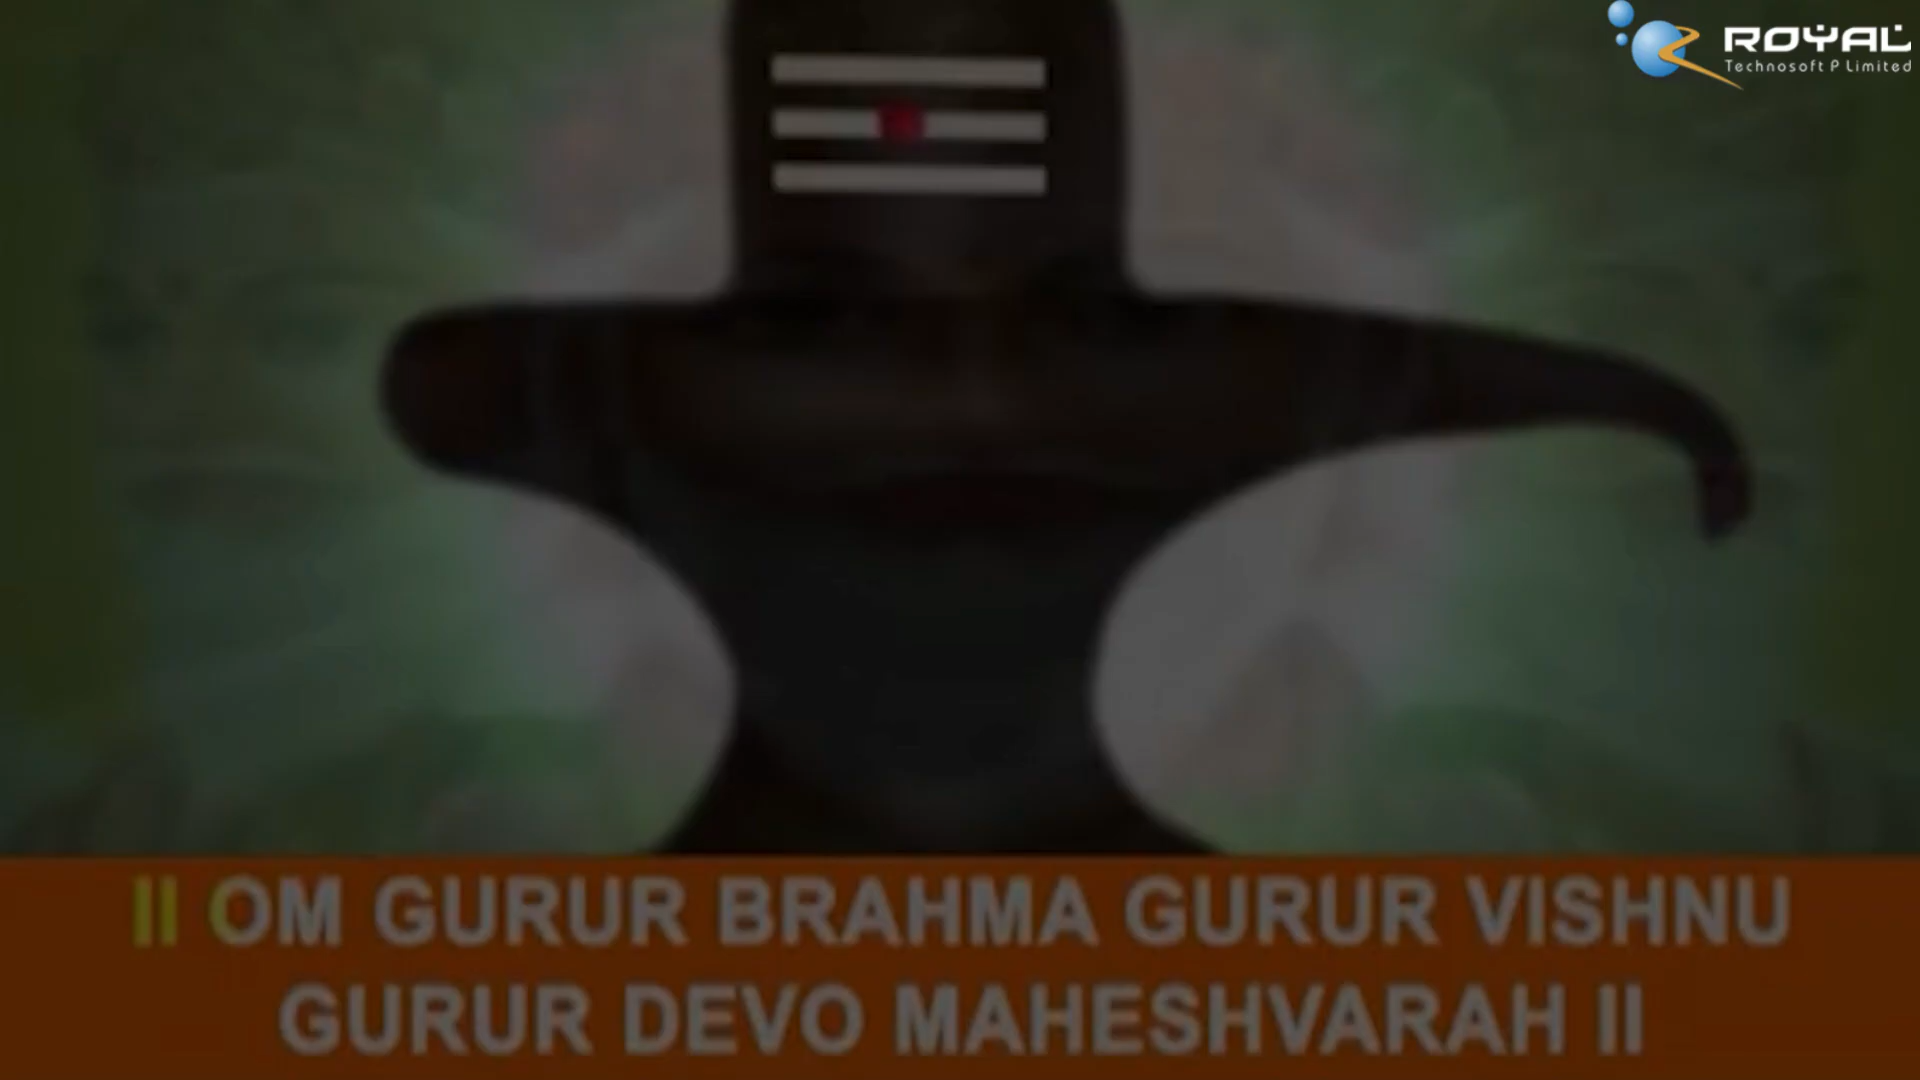 ROYAL
Technosoft P Limited
II OM GURUR BRAHMA GURUR VISHNU
GURUR DEVO MAHESHVARAH II